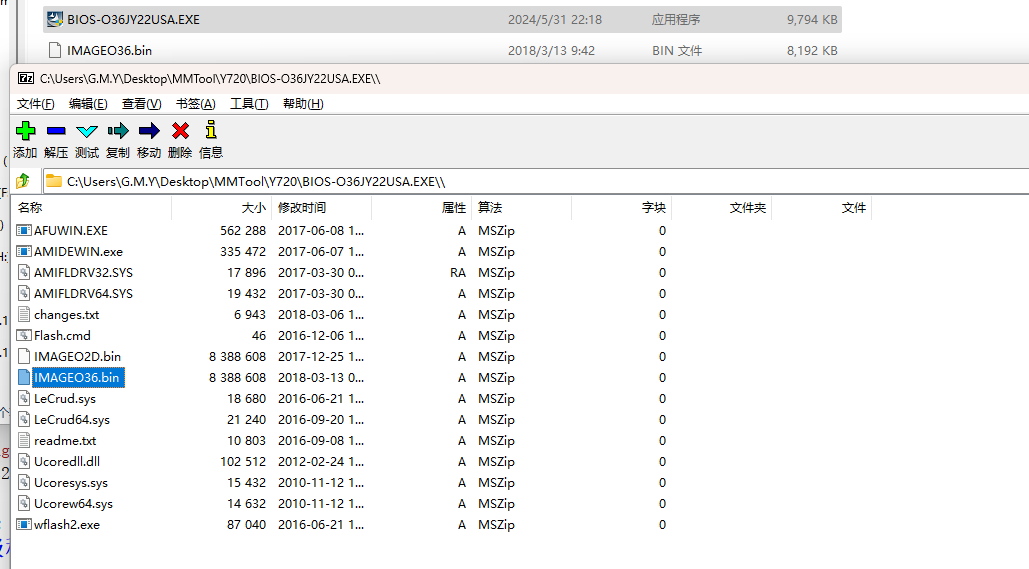 BIOS-O36JY22USA.EXE 2024/5/31 22:18 应用程序 9,794 KB
IMAGEO36.bin 2018/3/13 9:42 BIN 文件 8,192 KB
C:\Users\G.M.Y\Desktop\MMTool\Y720\BIOS-O36JY22USA.EXE\\
文件(F) 编辑(E) 查看(V) 书签(A) 工具(T) 帮助(H)
添加 解压 测试 复制 移动 删除 信息
C:\Users\G.M.Y\Desktop\MMTool\Y720\BIOS-O36JY22USA.EXE\\
名称 大小 修改时间 属性 算法 字块 文件夹 文件
AFUWIN.EXE 562 288 2017-06-08 1... A MSZip 0
AMIDEWIN.exe 335 472 2017-06-07 1... A MSZip 0
AMIFLDRV32.SYS 17 896 2017-03-30 0... RA MSZip 0
AMIFLDRV64.SYS 19 432 2017-03-30 0... A MSZip 0
changes.txt 6 943 2018-03-06 1... A MSZip 0
Flash.cmd 46 2016-12-06 1... A MSZip 0
IMAGEO2D.bin 8 388 608 2017-12-25 1... A MSZip 0
IMAGEO36.bin 8 388 608 2018-03-13 0... A MSZip 0
LeCrud.sys 18 680 2016-06-21 1... A MSZip 0
LeCrud64.sys 21 240 2016-09-20 1... A MSZip 0
readme.txt 10 803 2016-09-08 1... A MSZip 0
Ucoredll.dll 102 512 2012-02-24 1... A MSZip 0
Ucoresys.sys 15 432 2010-11-12 1... A MSZip 0
Ucorew64.sys 14 632 2010-11-12 1... A MSZip 0
wflash2.exe 87 040 2016-06-21 1... A MSZip 0